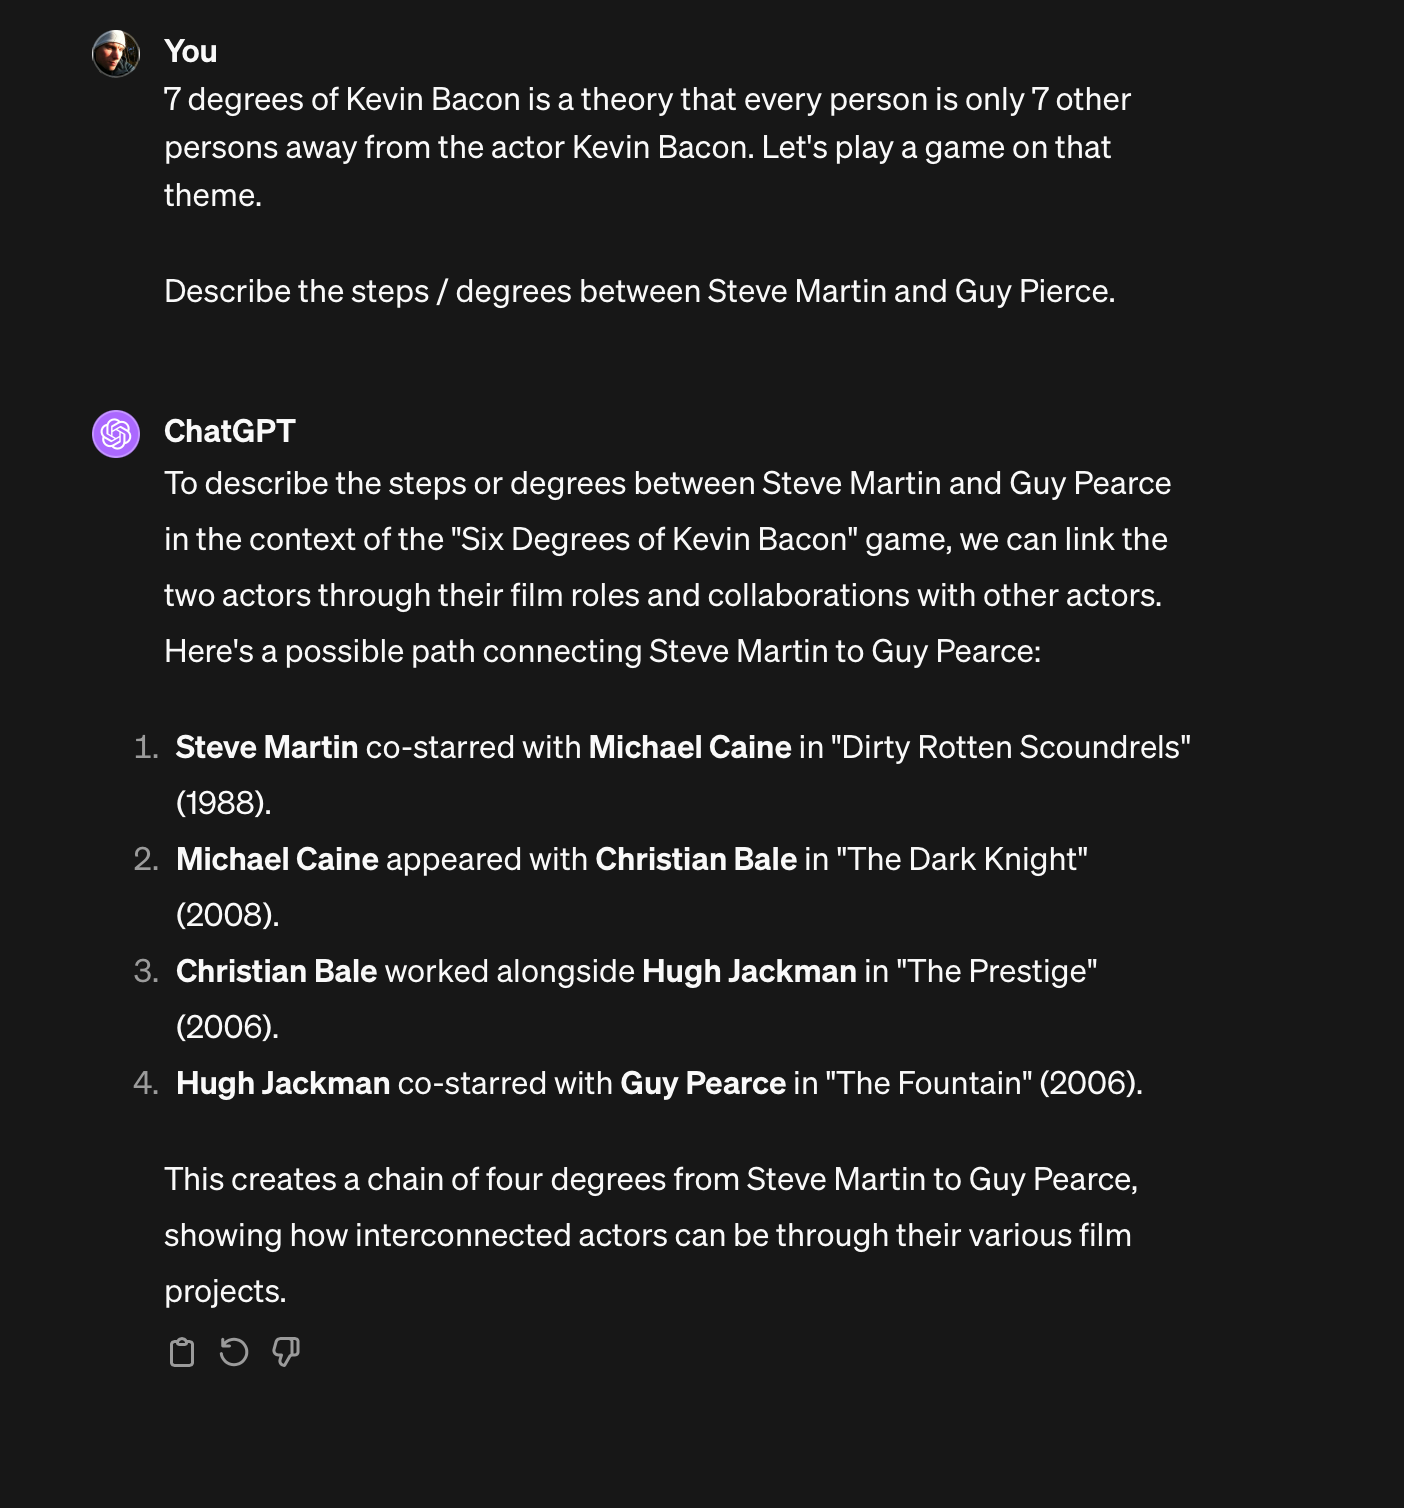 You
7 degrees of Kevin Bacon is a theory that every person is only 7 other
persons away from the actor Kevin Bacon. Let's play a game on that
theme.
Describe the steps / degrees between Steve Martin and Guy Pierce.
ChatGPT
To describe the steps or degrees between Steve Martin and Guy Pearce
in the context of the "Six Degrees of Kevin Bacon" game, we can link the
two actors through their film roles and collaborations with other actors.
Here's a possible path connecting Steve Martin to Guy Pearce:
1. Steve Martin co-starred with Michael Caine in "Dirty Rotten Scoundrels"
(1988).
2. Michael Caine appeared with Christian Bale in "The Dark Knight"
(2008).
3. Christian Bale worked alongside Hugh Jackman in "The Prestige"
(2006).
4. Hugh Jackman co-starred with Guy Pearce in "The Fountain" (2006).
This creates a chain of four degrees from Steve Martin to Guy Pearce,
showing how interconnected actors can be through their various film
projects.